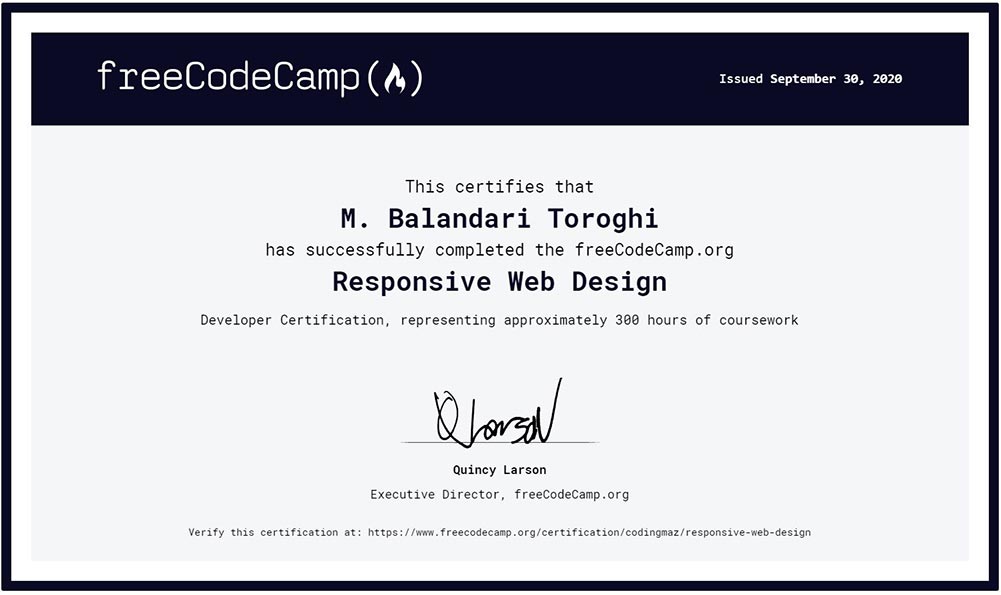 freeCodeCamp(🔥)
Issued September 30, 2020
This certifies that
M. Balandari Toroghi
has successfully completed the freeCodeCamp.org
Responsive Web Design
Developer Certification, representing approximately 300 hours of coursework
Q Larson
Quincy Larson
Executive Director, freeCodeCamp.org
Verify this certification at: https://www.freecodecamp.org/certification/codingmaz/responsive-web-design